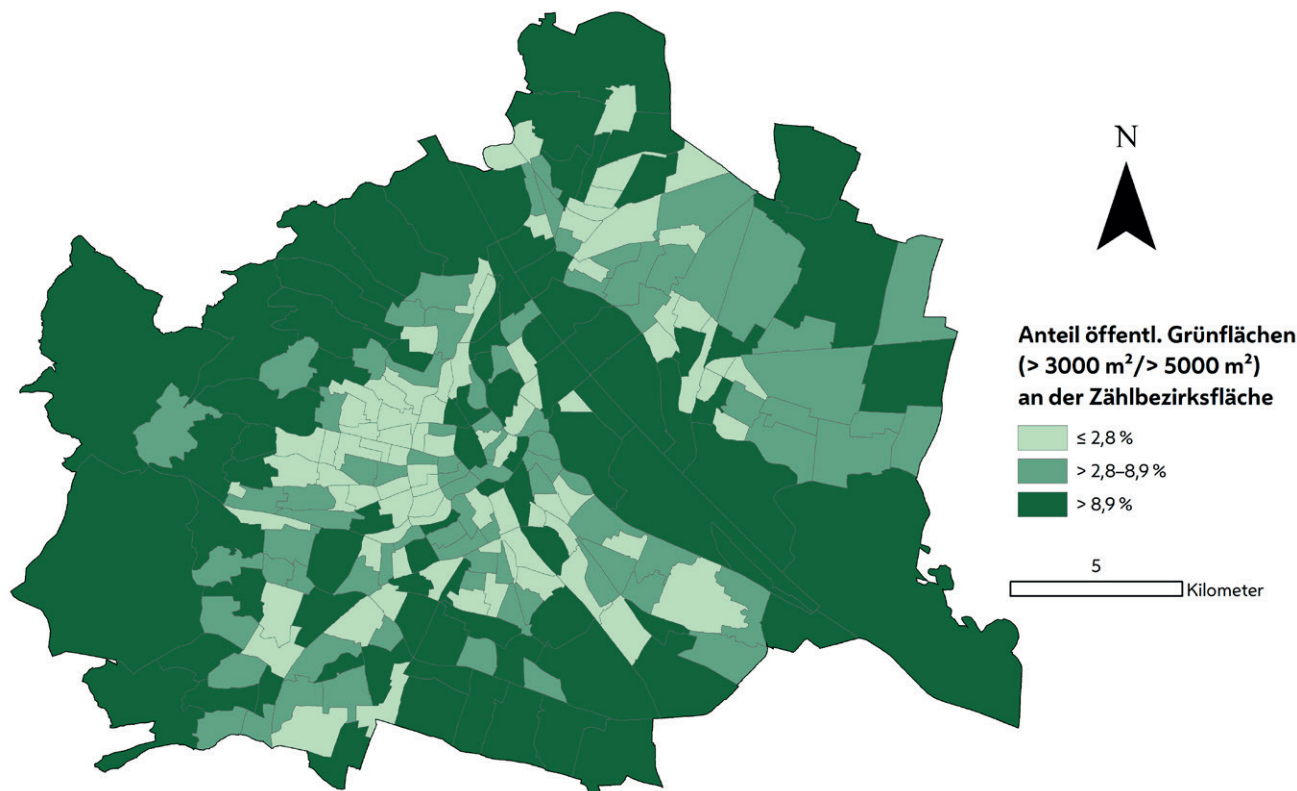 N
Anteil öffentl. Grünflächen
(> 3000 m²/> 5000 m²)
an der Zählbezirksfläche
≤ 2,8 %
> 2,8–8,9 %
> 8,9 %
5
Kilometer